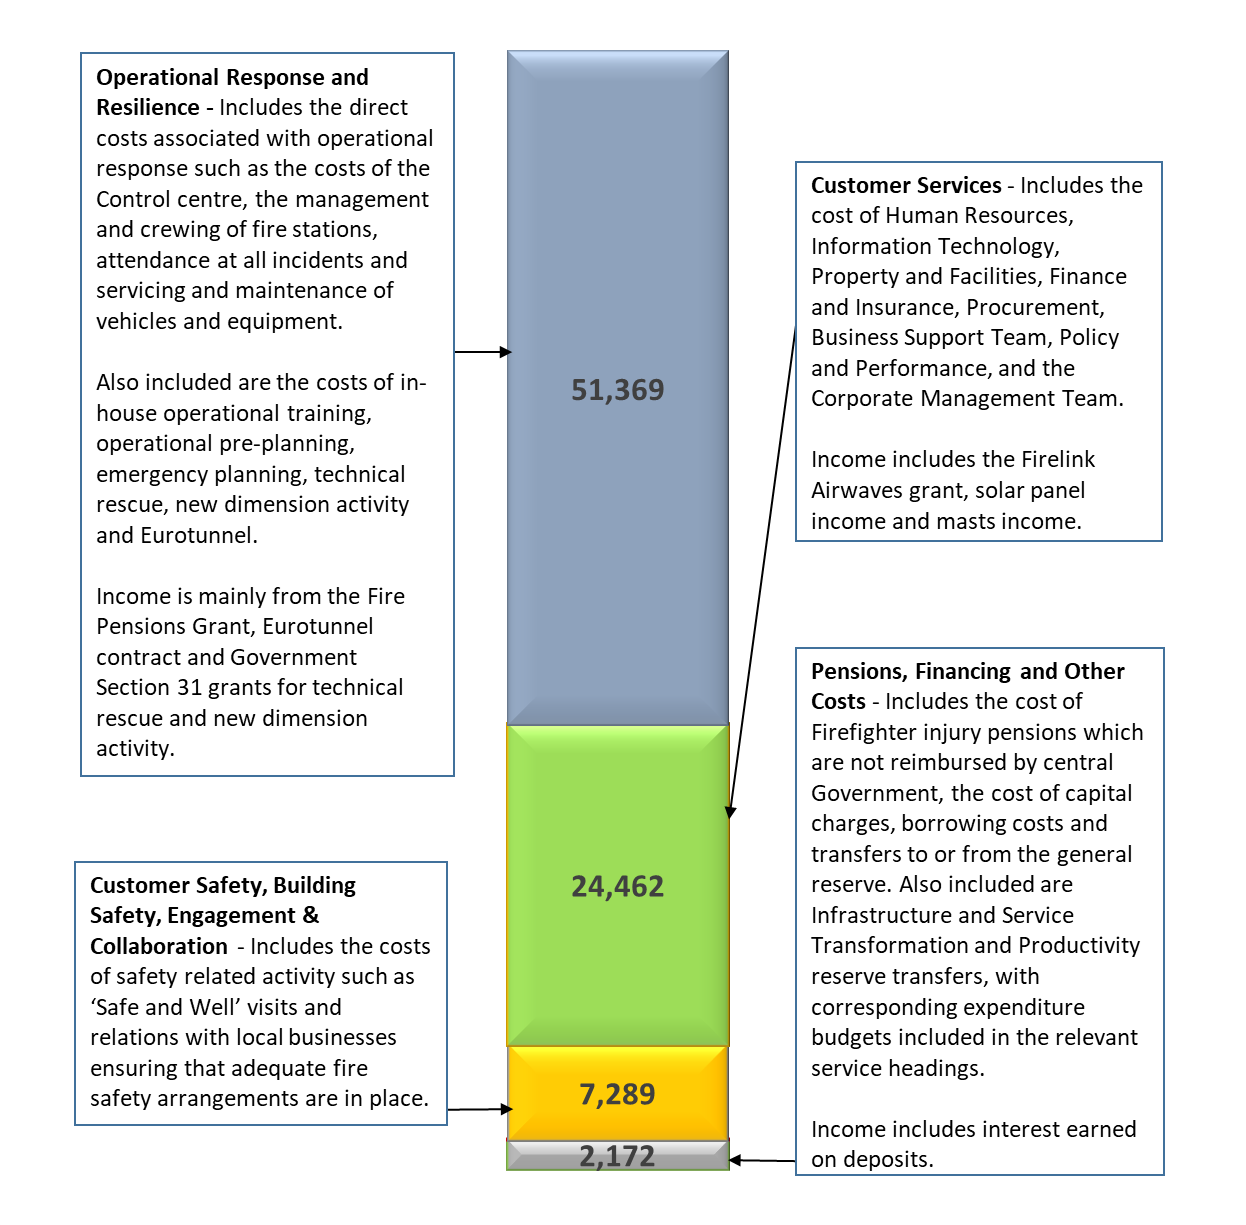 Operational Response and
Resilience - Includes the direct
costs associated with operational
response such as the costs of the
Control centre, the management
and crewing of fire stations,
attendance at all incidents and
servicing and maintenance of
vehicles and equipment.
Also included are the costs of in-
house operational training,
operational pre-planning,
emergency planning, technical
rescue, new dimension activity
and Eurotunnel.
Income is mainly from the Fire
Pensions Grant, Eurotunnel
contract and Government
Section 31 grants for technical
rescue and new dimension
activity.
51,369
Customer Services - Includes the
cost of Human Resources,
Information Technology,
Property and Facilities, Finance
and Insurance, Procurement,
Business Support Team, Policy
and Performance, and the
Corporate Management Team.
Income includes the Firelink
Airwaves grant, solar panel
income and masts income.
24,462
Customer Safety, Building
Safety, Engagement &
Collaboration - Includes the costs
of safety related activity such as
‘Safe and Well’ visits and
relations with local businesses
ensuring that adequate fire
safety arrangements are in place.
7,289
Pensions, Financing and Other
Costs - Includes the cost of
Firefighter injury pensions which
are not reimbursed by central
Government, the cost of capital
charges, borrowing costs and
transfers to or from the general
reserve. Also included are
Infrastructure and Service
Transformation and Productivity
reserve transfers, with
corresponding expenditure
budgets included in the relevant
service headings.
Income includes interest earned
on deposits.
2,172